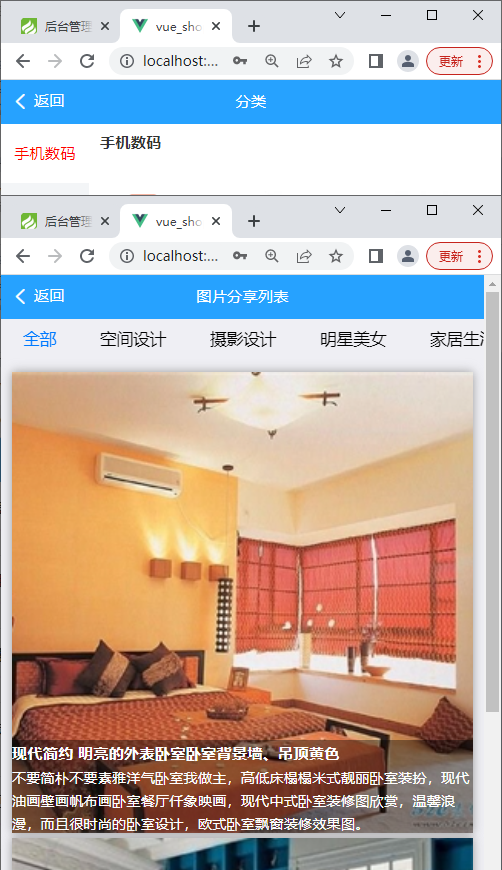 后台管理
vue_sho
localhost:...
更新
返回
分类
手机数码
手机数码
后台管理
vue_sho
localhost:...
更新
返回
图片分享列表
全部
空间设计
摄影设计
明星美女
家居生
现代简约 明亮的外表卧室卧室背景墙、吊顶黄色
不要简朴不要素雅洋气卧室我做主，高低床榻榻米式靓丽卧室装扮，现代
油画壁画帆布画卧室餐厅仟象映画，现代中式卧室装修图欣赏，温馨浪
漫，而且很时尚的卧室设计，欧式卧室飘窗装修效果图。